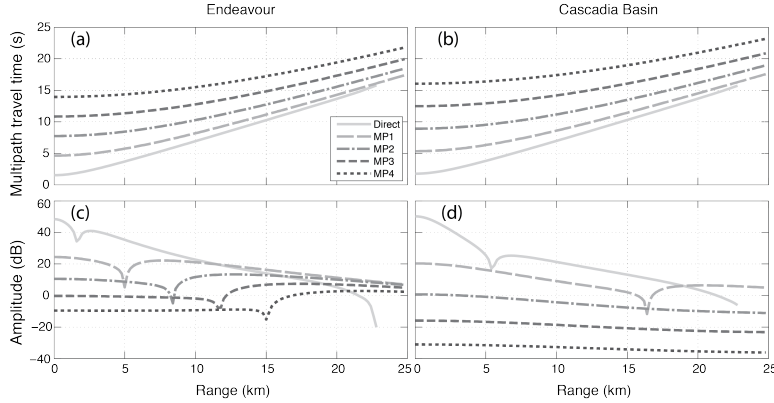 Endeavour
Cascadia Basin
Multipath travel time (s)
25
20
15
10
5
0
(a)
Direct
MP1
MP2
MP3
MP4
(b)
Amplitude (dB)
60
40
20
0
−20
−40
(c)
0 5 10 15 20 25
Range (km)
(d)
0 5 10 15 20 25
Range (km)